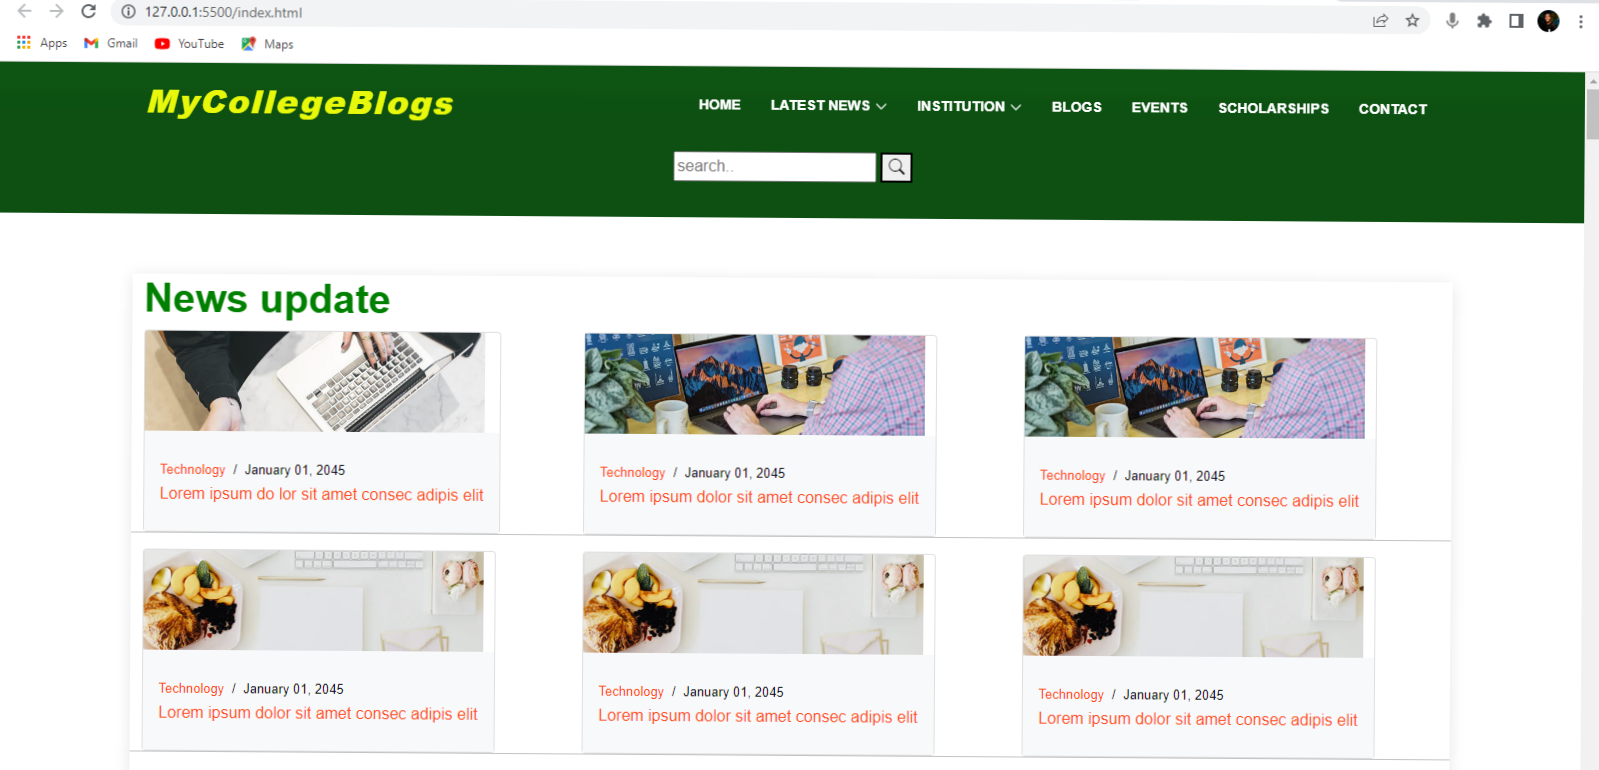 127.0.0.1:5500/index.html
Apps Gmail YouTube Maps
MyCollegeBlogs
HOME LATEST NEWS INSTITUTION BLOGS EVENTS SCHOLARSHIPS CONTACT
search..
News update
Technology / January 01, 2045
Lorem ipsum do lor sit amet consec adipis elit
Technology / January 01, 2045
Lorem ipsum dolor sit amet consec adipis elit
Technology / January 01, 2045
Lorem ipsum dolor sit amet consec adipis elit
Technology / January 01, 2045
Lorem ipsum dolor sit amet consec adipis elit
Technology / January 01, 2045
Lorem ipsum dolor sit amet consec adipis elit
Technology / January 01, 2045
Lorem ipsum dolor sit amet consec adipis elit